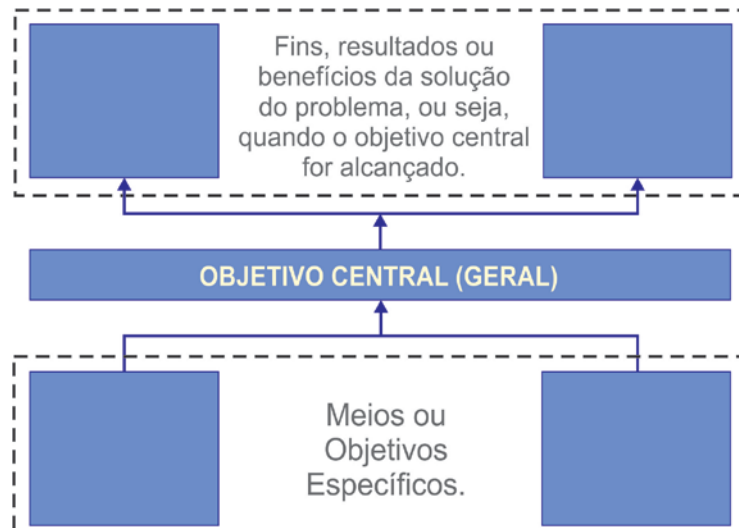 Fins, resultados ou
benefícios da solução
do problema, ou seja,
quando o objetivo central
for alcançado.
OBJETIVO CENTRAL (GERAL)
Meios ou
Objetivos
Específicos.